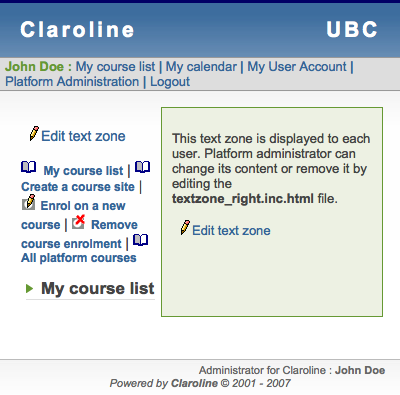 Claroline UBC
John Doe : My course list | My calendar | My User Account |
Platform Administration | Logout
Edit text zone
My course list |
Create a course site |
Enrol on a new
course | Remove
course enrolment |
All platform courses
My course list
This text zone is displayed to each
user. Platform administrator can
change its content or remove it by
editing the
textzone_right.inc.html file.
Edit text zone
Administrator for Claroline : John Doe
Powered by Claroline © 2001 - 2007